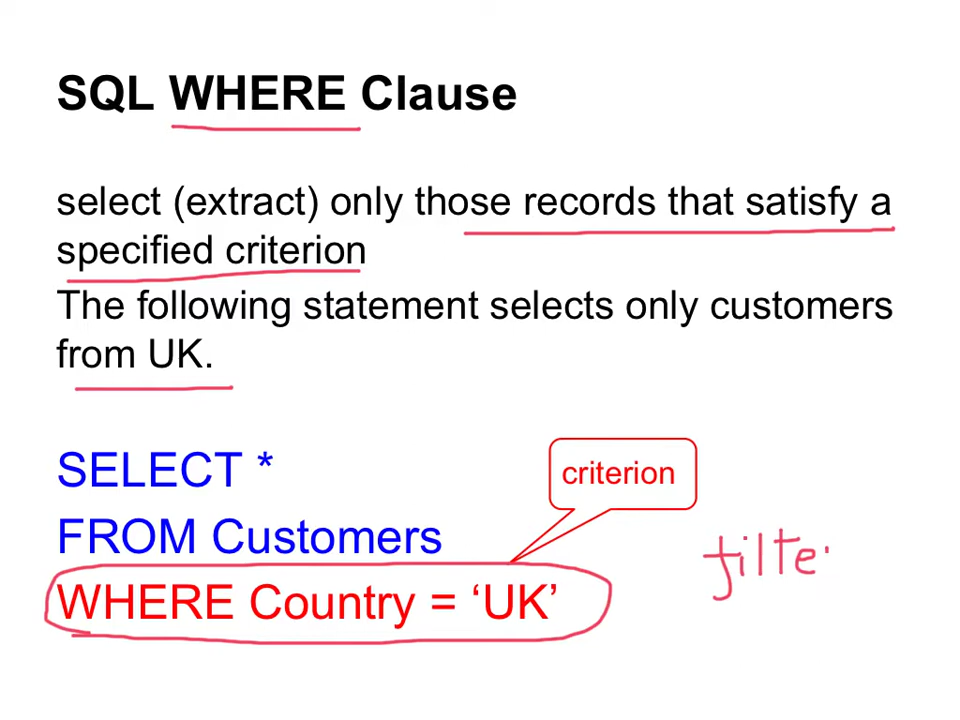 SQL WHERE Clause
select (extract) only those records that satisfy a
specified criterion
The following statement selects only customers
from UK.
SELECT *
criterion
FROM Customers
filte
WHERE Country = ‘UK’